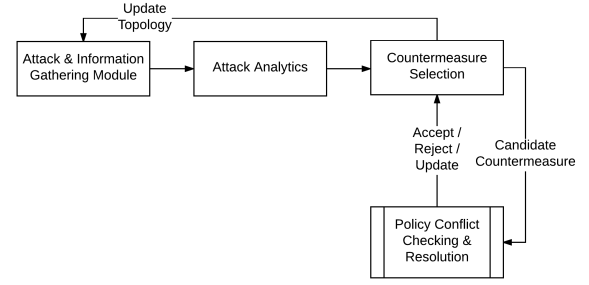 Update
Topology
Attack & Information
Gathering Module
Attack Analytics
Countermeasure
Selection
Accept /
Reject /
Update
Candidate
Countermeasure
Policy Conflict
Checking &
Resolution